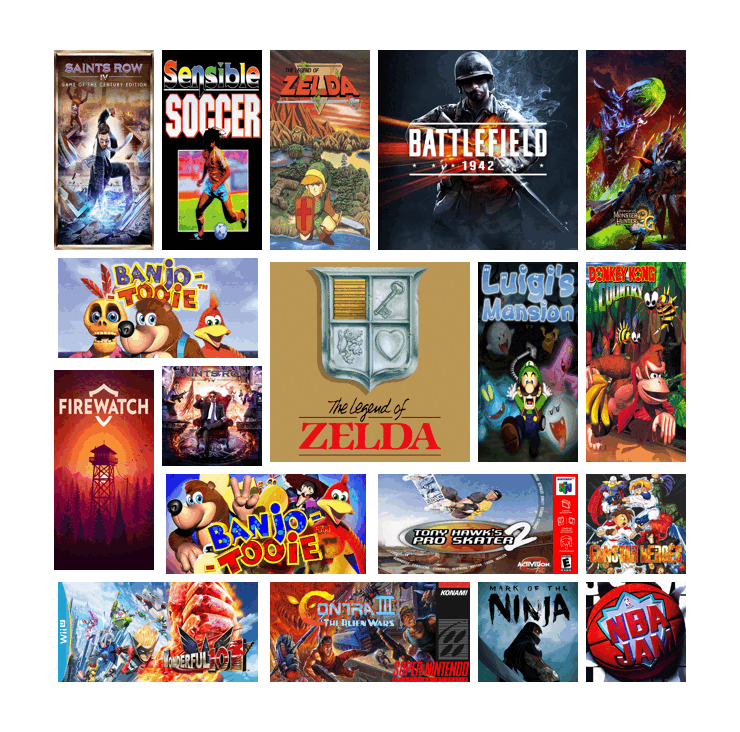 SAINTS ROW
IV
GAME OF THE CENTURY EDITION
Sensible
SOCCER
THE LEGEND OF
ZELDA
BATTLEFIELD
1942
MONSTER HUNTER
3G
BANJO-
TOOIE™
The Legend of
ZELDA
Luigi's
Mansion
DONKEY KONG
COUNTRY
FIREWATCH
SAINTS ROW
BANJO-
TOOIE™
TONY HAWK'S
PRO SKATER 2
ACTIVISION
E
GUNSTAR HEROES
Wii U
WONDERFUL 101
CONTRA III
THE ALIEN WARS
KONAMI
SUPER NINTENDO
MARK OF THE
NINJA
NBA
JAM